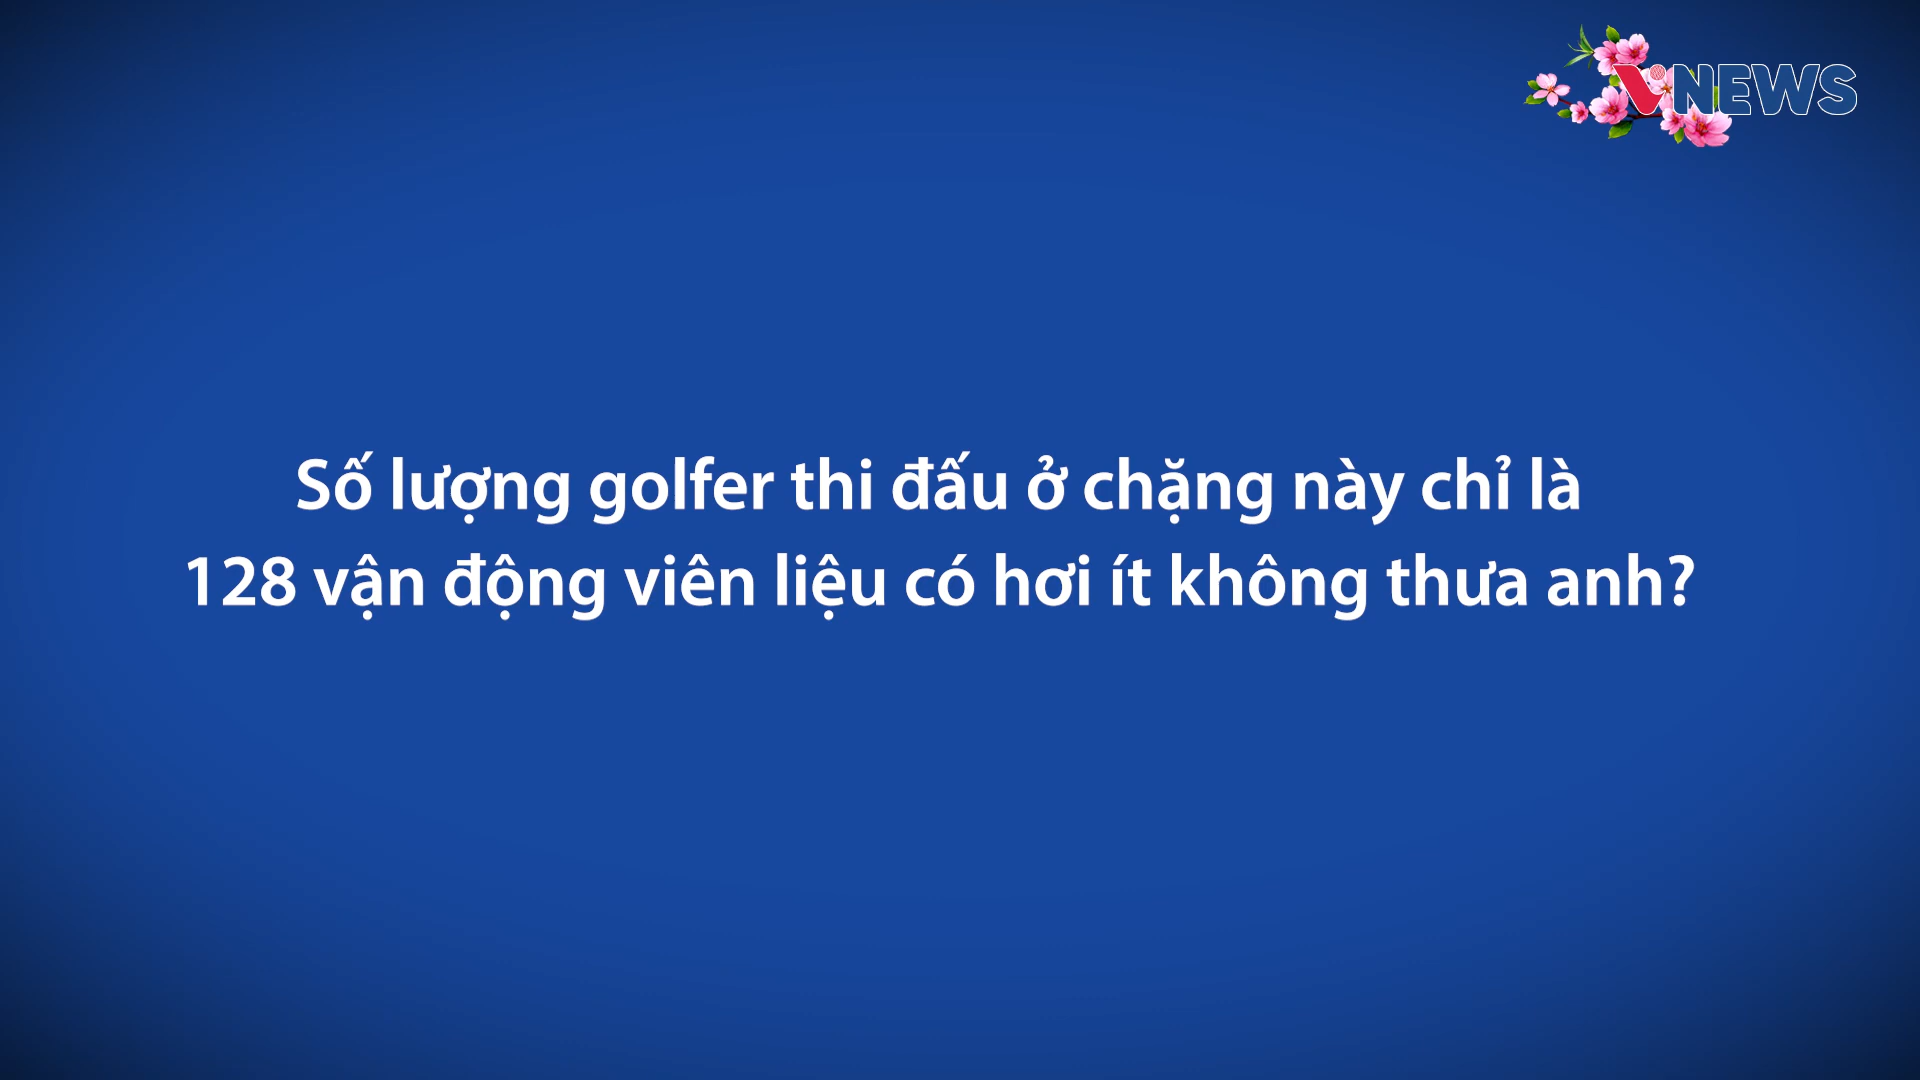 VNEWS
Số lượng golfer thi đấu ở chặng này chỉ là
128 vận động viên liệu có hơi ít không thưa anh?